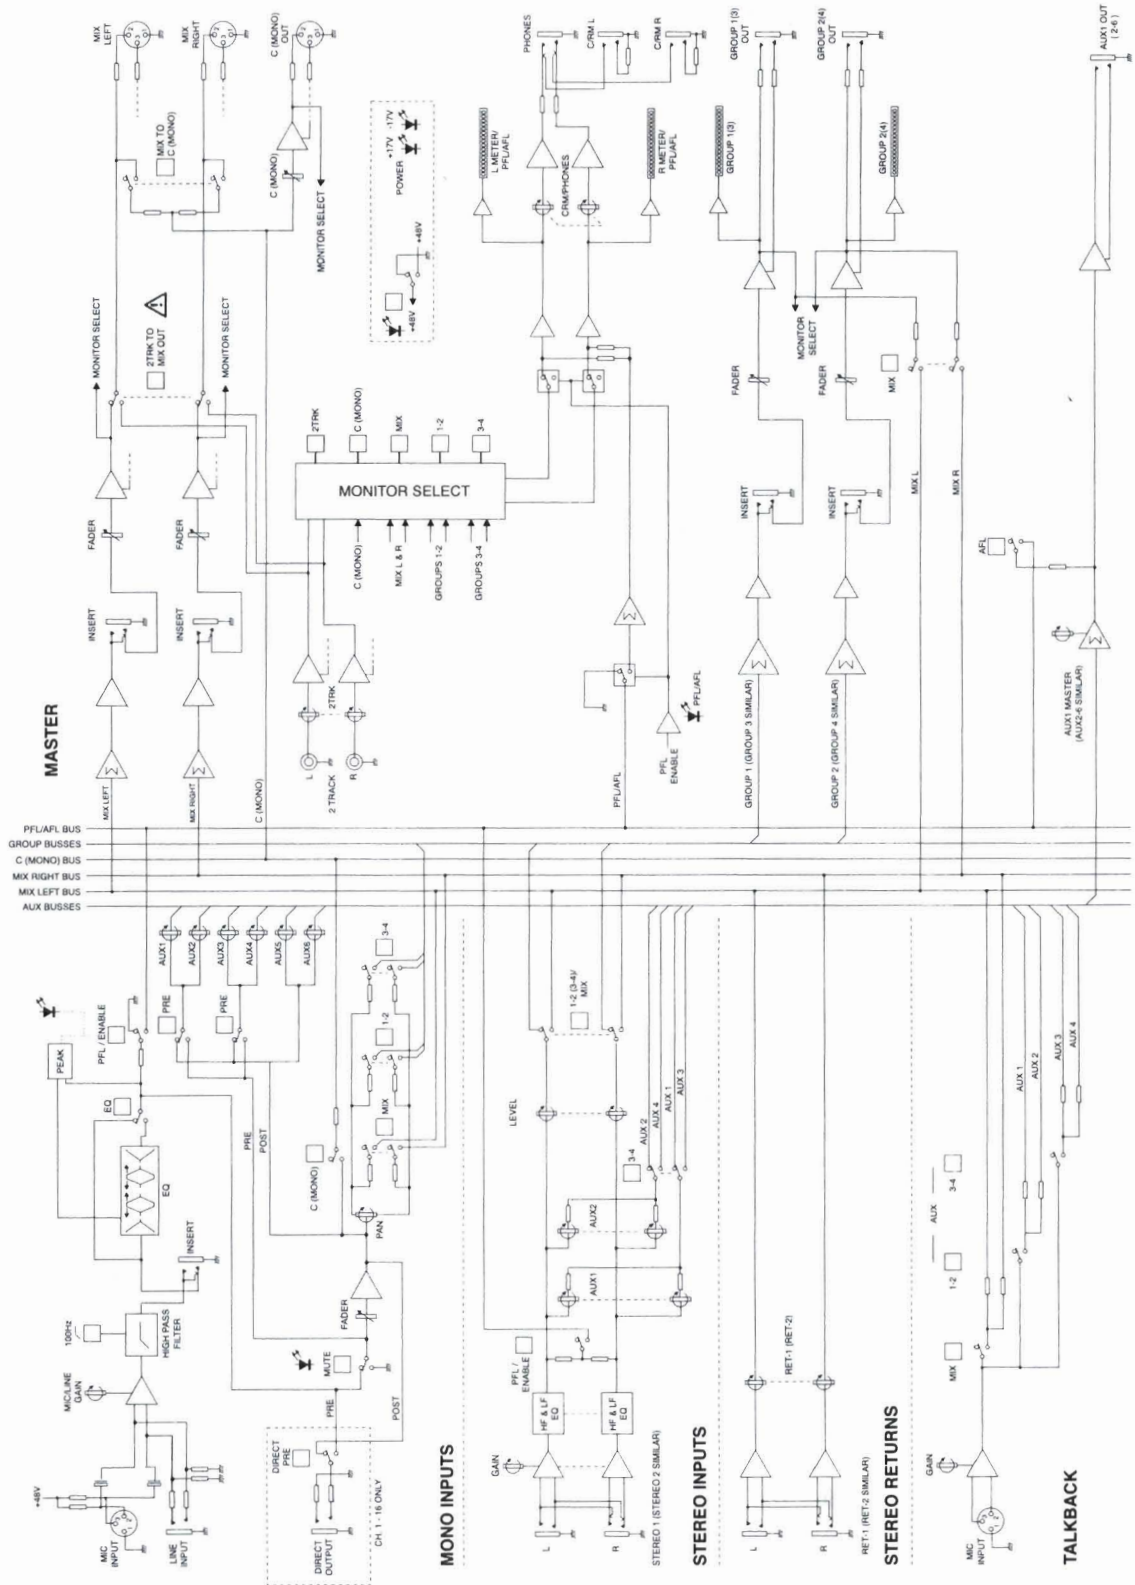 MASTER
MIX LEFT
MIX RIGHT
C (MONO) OUT
MIX TO C (MONO)
C (MONO)
MONITOR SELECT
MONITOR SELECT
2TRK TO MIX OUT
MONITOR SELECT
FADER
FADER
INSERT
INSERT
MIX LEFT
MIX RIGHT
C (MONO)
POWER
+17V
-17V
+48V
+48V
2TRK
C (MONO)
MIX
1-2
3-4
MONITOR SELECT
C (MONO)
MIX L & R
GROUPS 1-2
GROUPS 3-4
2TRK
L
R
2 TRACK
PHONES
C/RM L
C/RM R
L METER/ PFL/AFL
CRM/PHONES
R METER/ PFL/AFL
PFL/AFL
PFL ENABLE
PFL/AFL
GROUP 1(3) OUT
GROUP 2(4) OUT
GROUP 1(3)
GROUP 2(4)
MONITOR SELECT
FADER
FADER
MIX
INSERT
INSERT
MIX L
MIX R
GROUP 1 (GROUP 3 SIMILAR)
GROUP 2 (GROUP 4 SIMILAR)
AUX1 OUT (2-6)
AFL
AUX1 MASTER (AUX2-6 SIMILAR)
PFL/AFL BUS
GROUP BUSSES
C (MONO) BUS
MIX RIGHT BUS
MIX LEFT BUS
AUX BUSSES
MONO INPUTS
+48V
MIC INPUT
LINE INPUT
MIC/LINE GAIN
100Hz
HIGH PASS FILTER
INSERT
EQ
EQ
PEAK
PFL / ENABLE
PRE
PRE
AUX1
AUX2
AUX3
AUX4
AUX5
AUX6
PRE
POST
C (MONO)
MIX
1-2
3-4
PAN
FADER
MUTE
PRE
POST
DIRECT PRE
DIRECT OUTPUT
CH. 1 - 16 ONLY
STEREO INPUTS
GAIN
L
R
HF & LF EQ
HF & LF EQ
PFL / ENABLE
AUX1
AUX2
3-4
LEVEL
AUX 2
AUX 4
AUX 1
AUX 3
1-2 (3-4)/ MIX
STEREO 1 (STEREO 2 SIMILAR)
STEREO RETURNS
L
R
RET-1 (RET-2)
RET-1 (RET-2 SIMILAR)
TALKBACK
MIC INPUT
GAIN
MIX
1-2
AUX
3-4
AUX 1
AUX 2
AUX 3
AUX 4